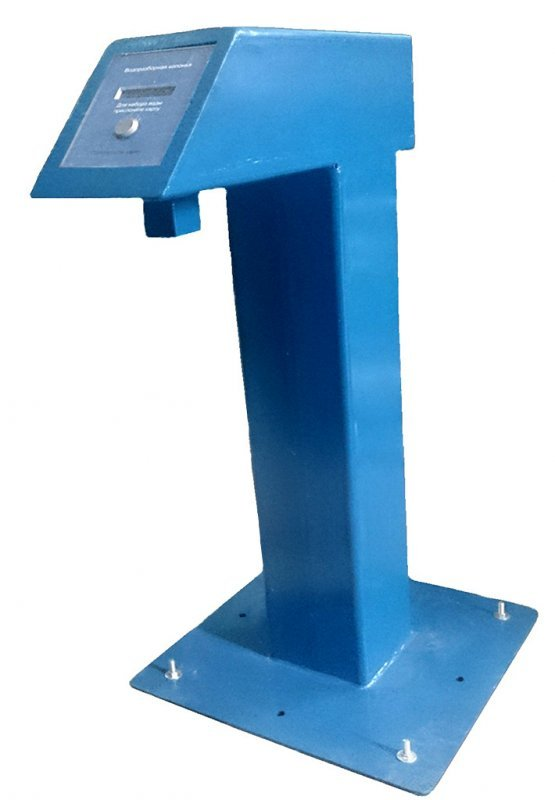 Водоразборная колонка
Для набора воды
приложите карту